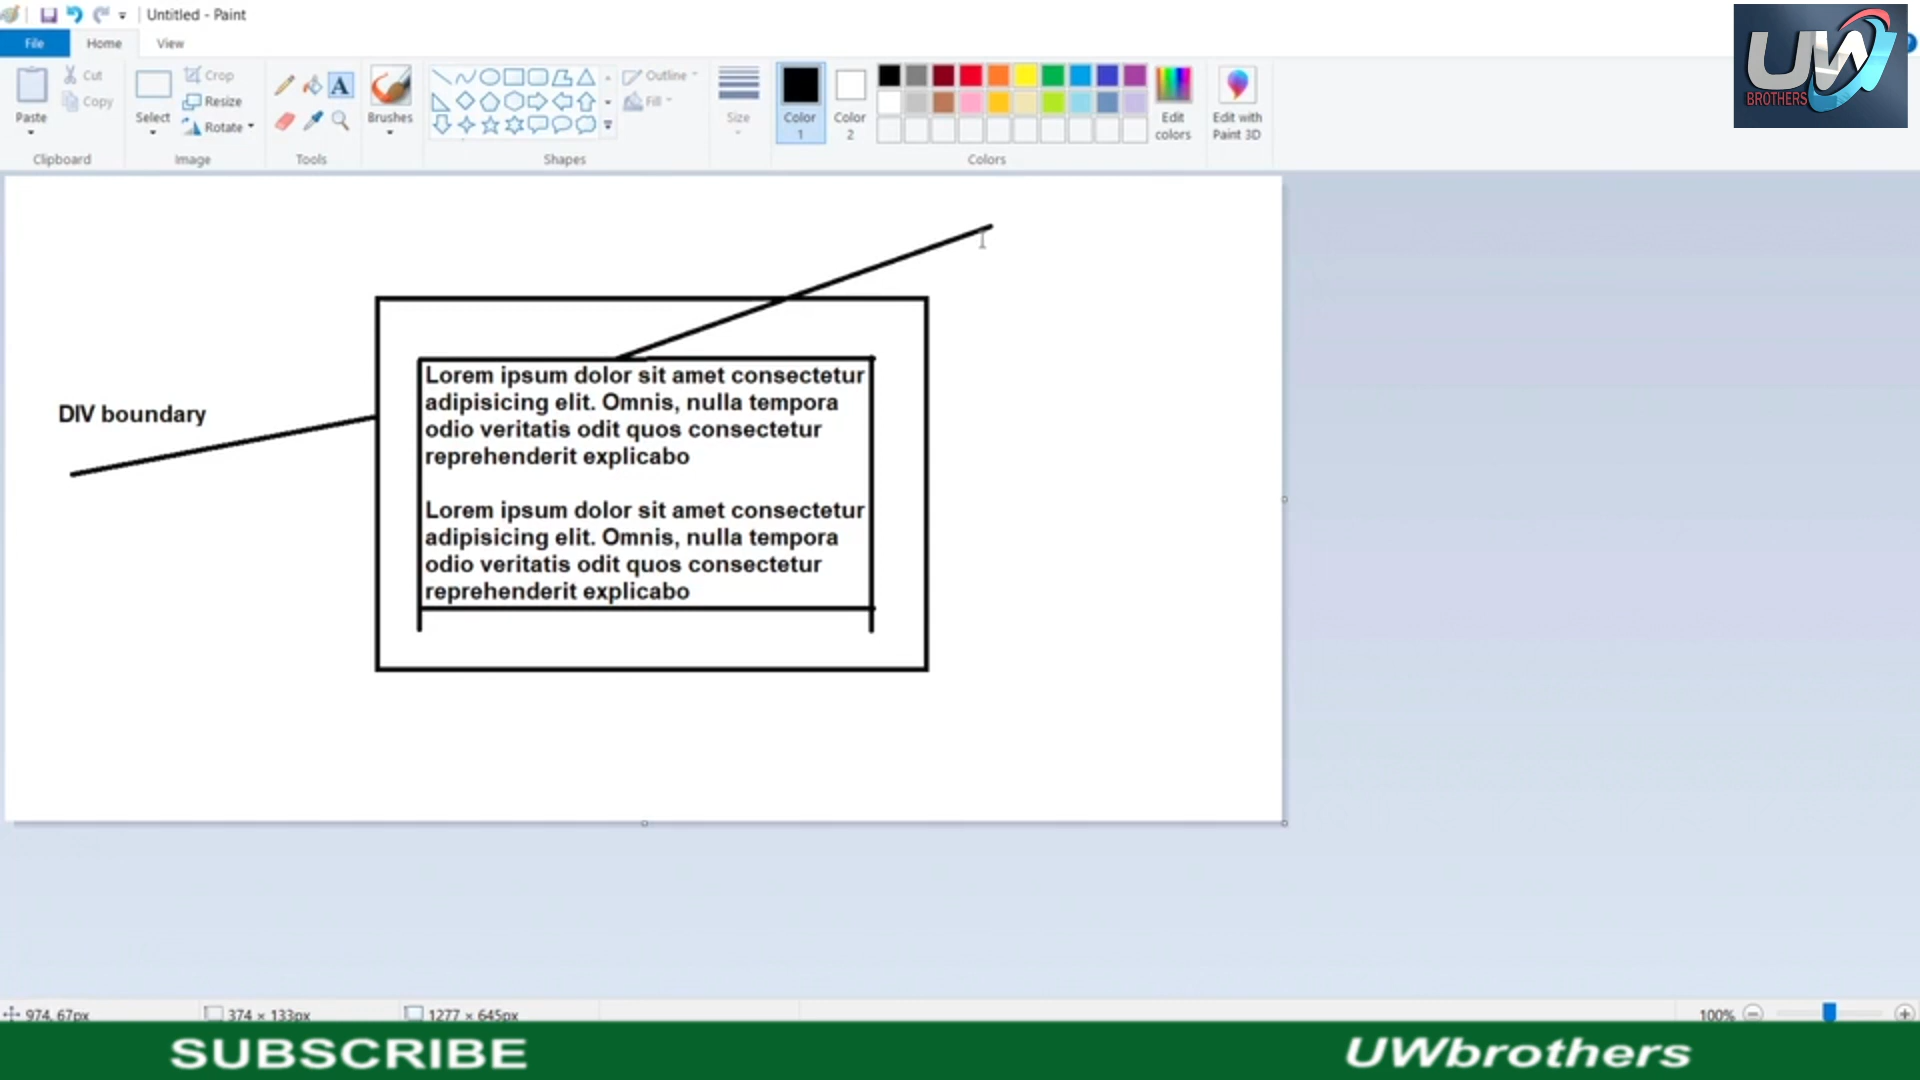 Untitled - Paint
File Home View
Paste Cut Copy Clipboard
Select Crop Resize Rotate Image
A Tools
Brushes
Shapes Outline Fill
Size
Color 1 Color 2 Colors Edit colors
Edit with Paint 3D
UW BROTHERS
DIV boundary
Lorem ipsum dolor sit amet consectetur
adipisicing elit. Omnis, nulla tempora
odio veritatis odit quos consectetur
reprehenderit explicabo
Lorem ipsum dolor sit amet consectetur
adipisicing elit. Omnis, nulla tempora
odio veritatis odit quos consectetur
reprehenderit explicabo
974, 67px 374 × 133px 1277 × 645px 100%
SUBSCRIBE UWbrothers